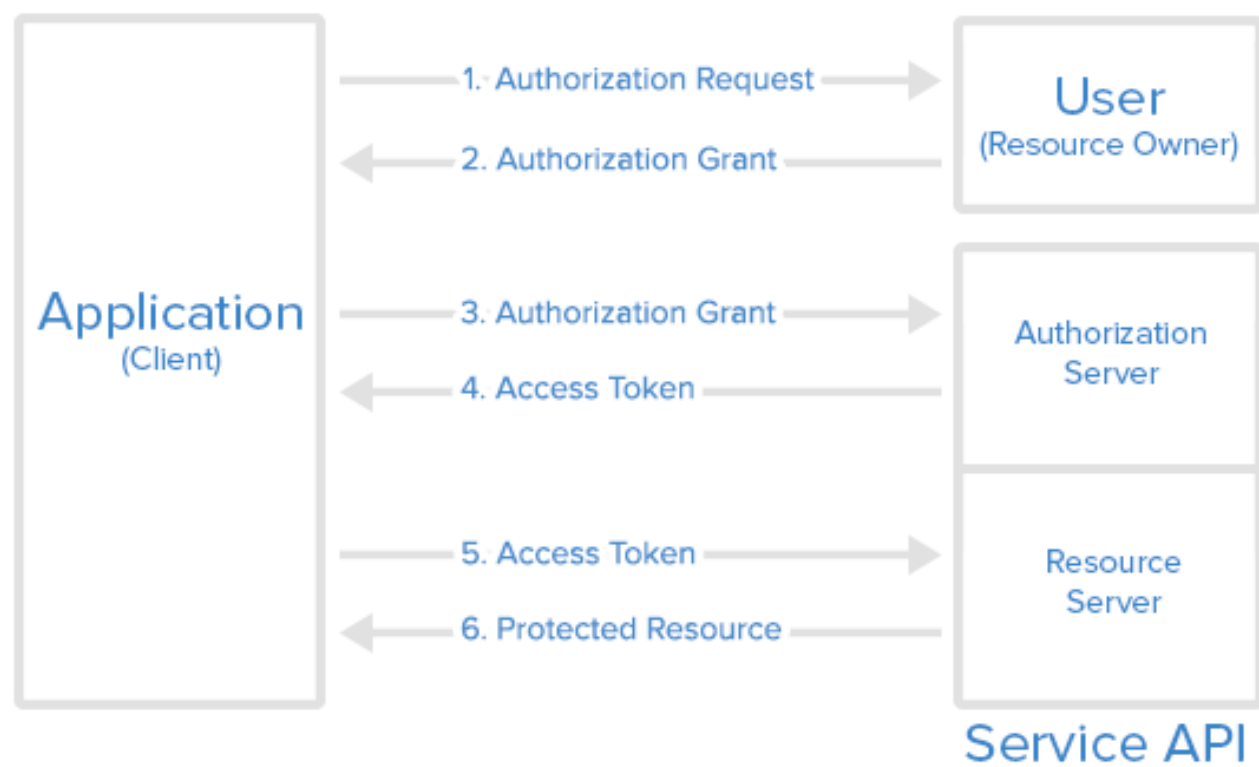 Application
(Client)
1. Authorization Request
2. Authorization Grant
3. Authorization Grant
4. Access Token
5. Access Token
6. Protected Resource
User
(Resource Owner)
Authorization
Server
Resource
Server
Service API